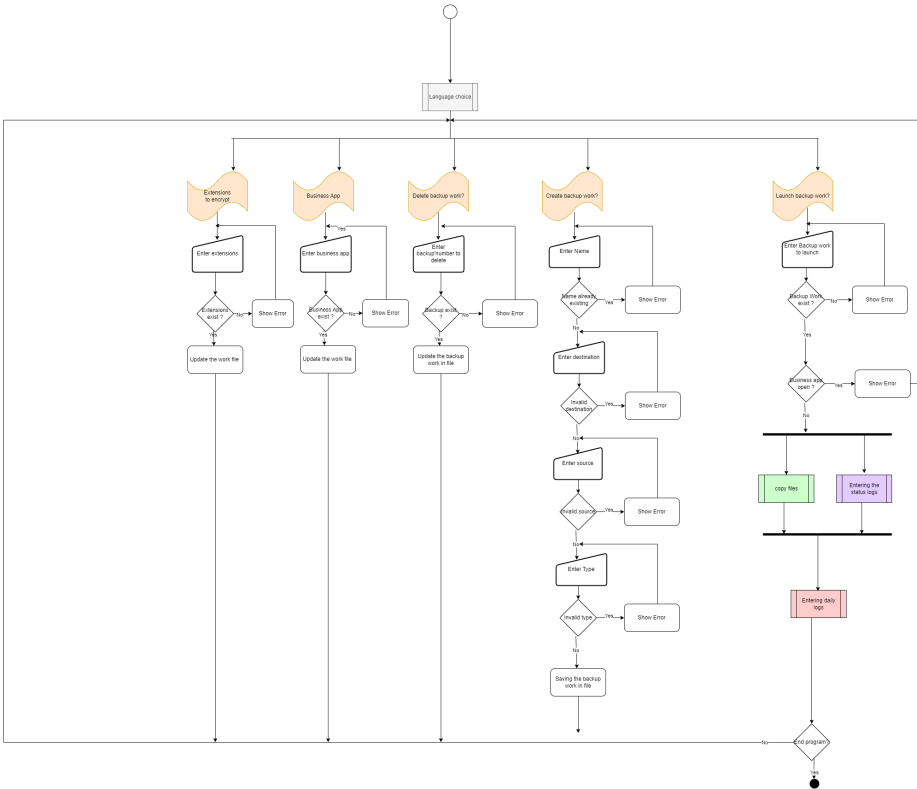 Language choice
Extensions
to encrypt
Business App
Delete backup work?
Create backup work?
Launch backup work?
Yes
Enter extensions
Enter business app
Enter
backup'number to
delete
Enter Name
Enter Backup work
to launch
Extensions
exist ?
No
Show Error
Business App
exist ?
No
Show Error
Backup exist
?
No
Show Error
Name already
existing
Yes
Show Error
Backup Work
exist ?
No
Show Error
Yes
Yes
Yes
No
Yes
Update the work file
Update the work file
Update the backup
work in file
Enter destination
Business app
open ?
Yes
Show Error
Invalid
destination
Yes
Show Error
No
No
Enter source
copy files
Entering the
status logs
Invalid source
Yes
Show Error
No
Enter Type
Entering daily
logs
Invalid type
Yes
Show Error
No
Saving the backup
work in file
End program?
No
Yes